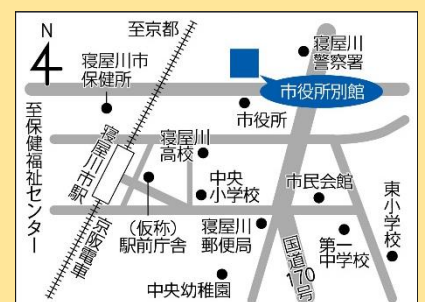 至京都
N
寝屋川市
保健所
寝屋川
警察署
市役所別館
市役所
至保健福祉センター
寝屋川市駅
京阪電車
寝屋川
高校
中央
小学校
市民会館
東小学校
(仮称)
駅前庁舎
寝屋川
郵便局
国道170号
第一
中学校
中央幼稚園